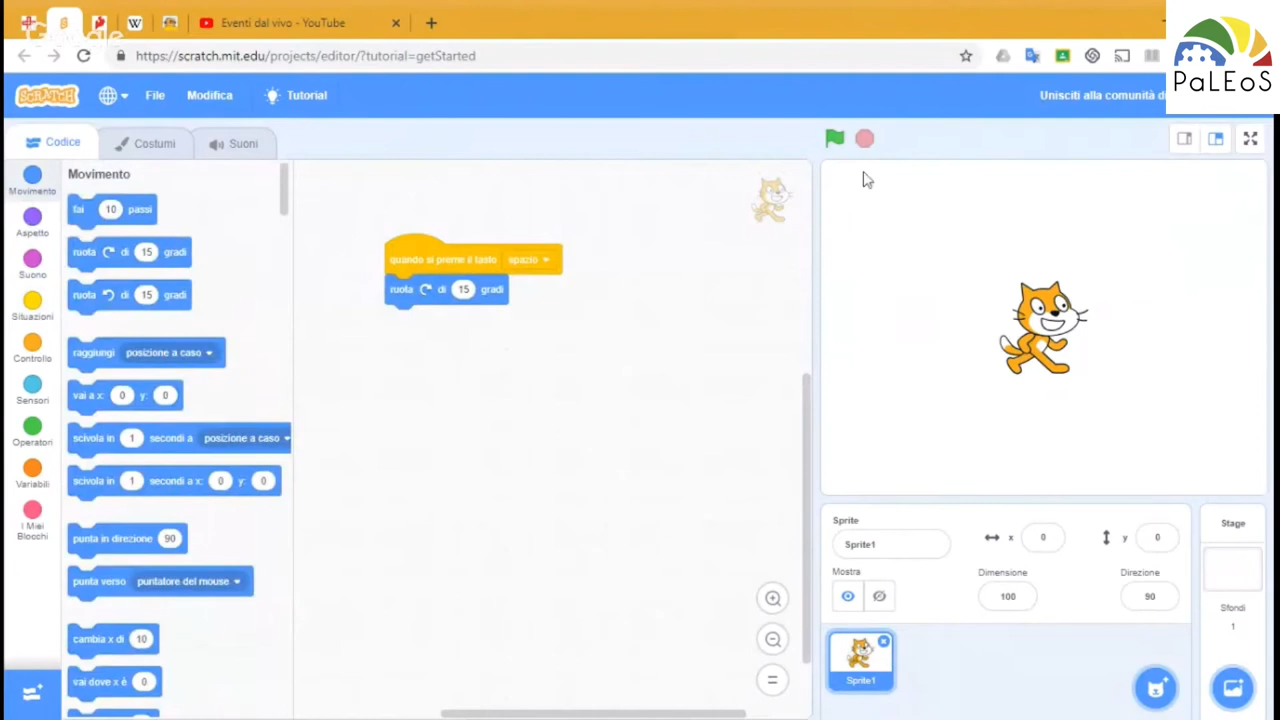 Eventi dal vivo - YouTube
Google
https://scratch.mit.edu/projects/editor/?tutorial=getStarted
PaLEoS
SCRATCH
File
Modifica
Tutorial
Unisciti alla comunità di
Codice
Costumi
Suoni
Movimento
Aspetto
Suono
Situazioni
Controllo
Sensori
Operatori
Variabili
I Miei
Blocchi
Movimento
fai 10 passi
ruota di 15 gradi
ruota di 15 gradi
raggiungi posizione a caso
vai a x: 0 y: 0
scivola in 1 secondi a posizione a caso
scivola in 1 secondi a x: 0 y: 0
punta in direzione 90
punta verso puntatore del mouse
cambia x di 10
vai dove x è 0
quando si preme il tasto spazio
ruota di 15 gradi
Sprite
Sprite1
x 0
y 0
Mostra
Dimensione
100
Direzione
90
Sprite1
Stage
Sfondi
1